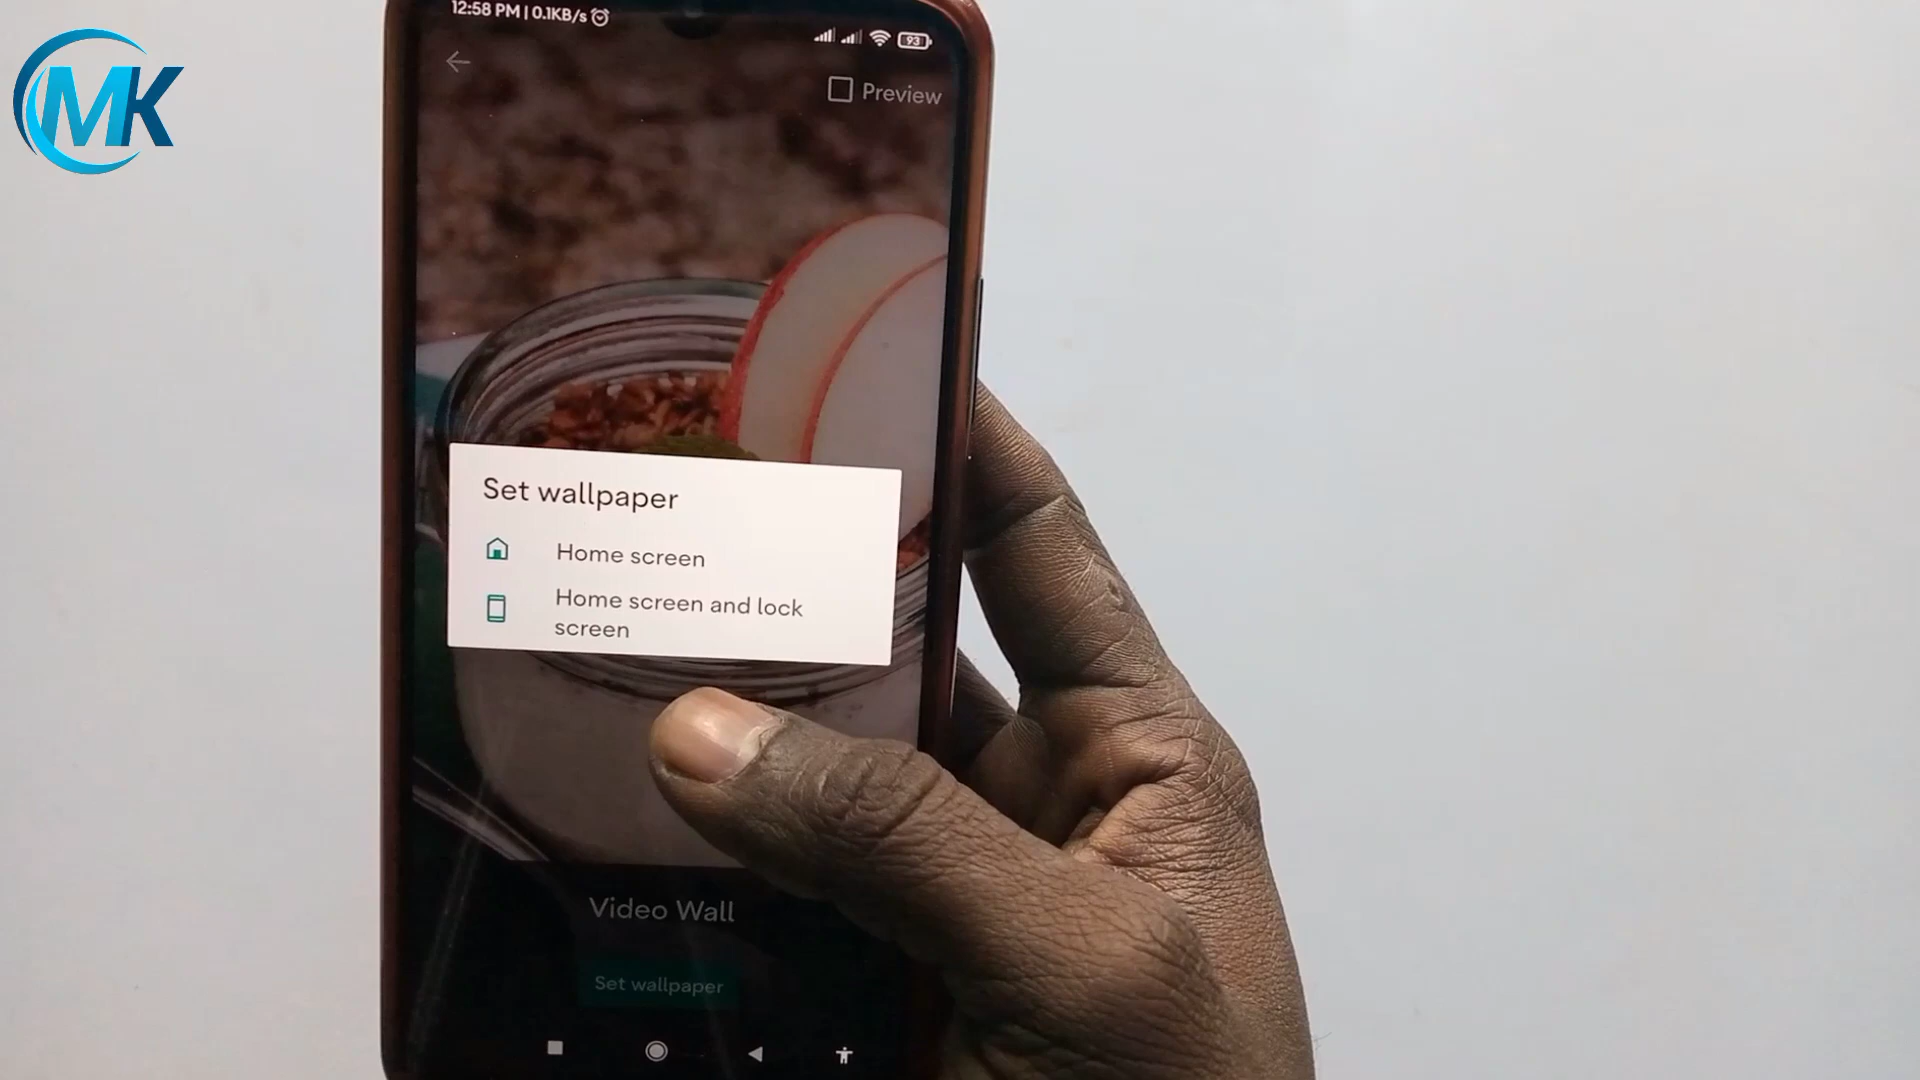 MK
12:58 PM | 0.1KB/s
93
Preview
Set wallpaper
Home screen
Home screen and lock
screen
Video Wall
Set wallpaper